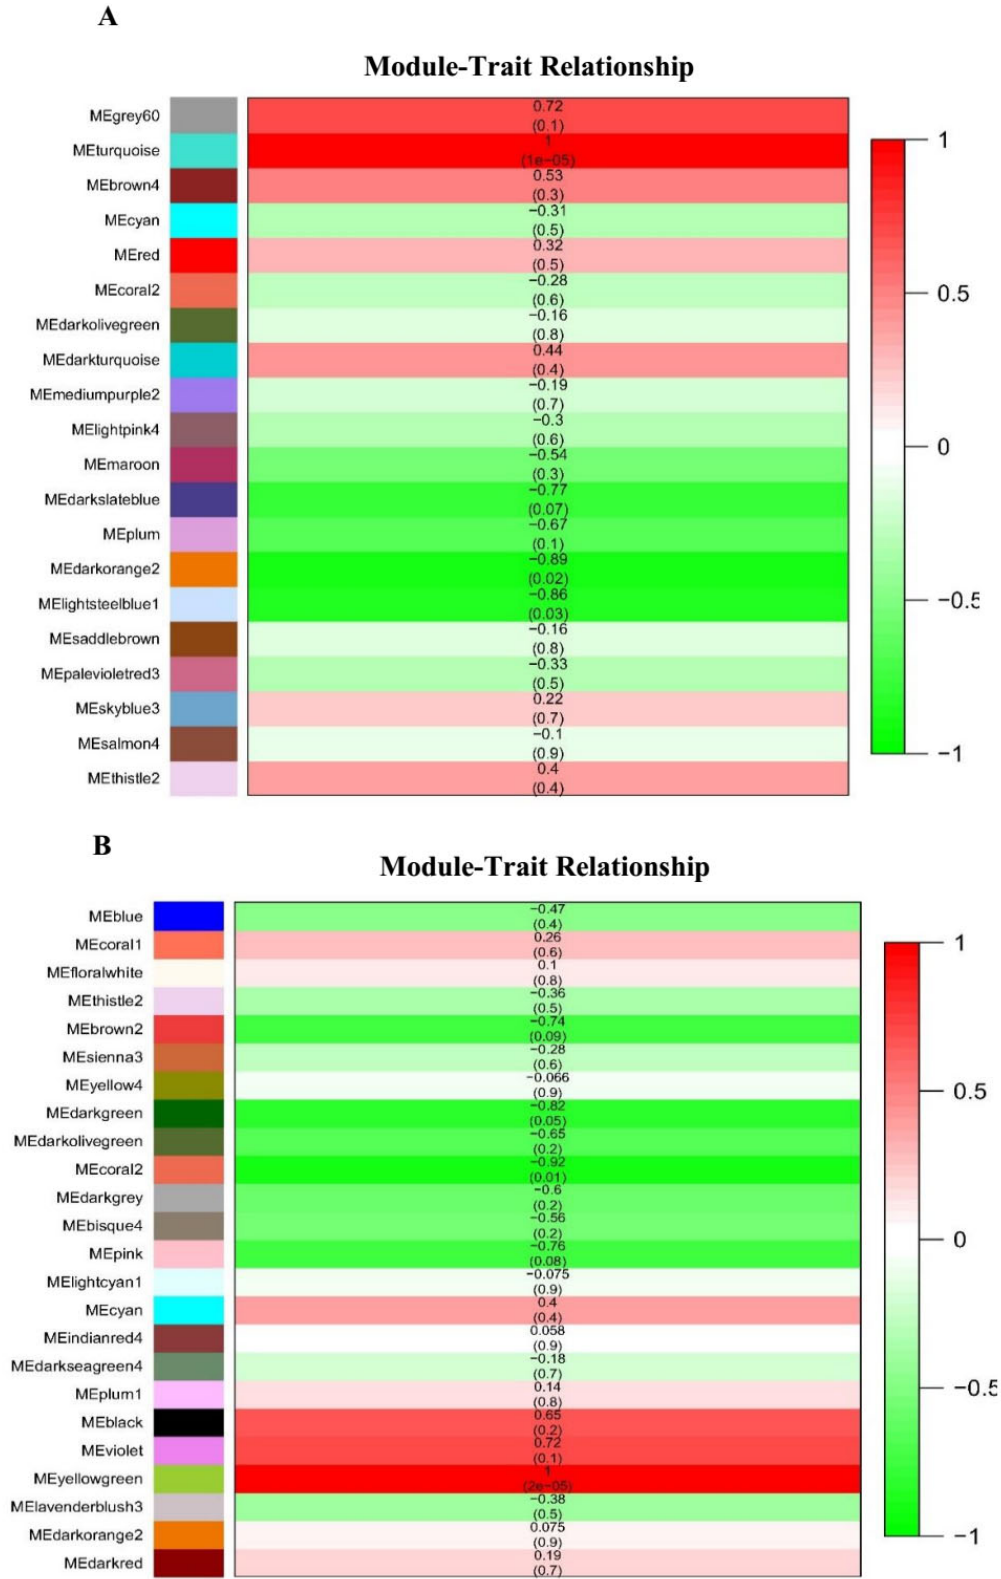 A
Module-Trait Relationship
MEgrey60
0.72
(0.1)
MEturquoise
1
(1e−05)
MEbrown4
0.53
(0.3)
MEcyan
−0.31
(0.5)
MEred
0.32
(0.5)
MEcoral2
−0.28
(0.6)
MEdarkolivegreen
−0.16
(0.8)
MEdarkturquoise
0.44
(0.4)
MEmediumpurple2
−0.19
(0.7)
MElightpink4
−0.3
(0.6)
MEmaroon
−0.54
(0.3)
MEdarkslateblue
−0.77
(0.07)
MEplum
−0.67
(0.1)
MEdarkorange2
−0.89
(0.02)
MElightsteelblue1
−0.86
(0.03)
MEsaddlebrown
−0.16
(0.8)
MEpalevioletred3
−0.33
(0.5)
MEskyblue3
0.22
(0.7)
MEsalmon4
−0.1
(0.9)
MEthistle2
0.4
(0.4)
1
0.5
0
−0.5
−1
B
Module-Trait Relationship
MEblue
−0.47
(0.4)
MEcoral1
0.26
(0.6)
MEfloralwhite
0.1
(0.8)
MEthistle2
−0.36
(0.5)
MEbrown2
−0.74
(0.09)
MEsienna3
−0.28
(0.6)
MEyellow4
−0.066
(0.9)
MEdarkgreen
−0.82
(0.05)
MEdarkolivegreen
−0.65
(0.2)
MEcoral2
−0.92
(0.01)
MEdarkgrey
−0.6
(0.2)
MEbisque4
−0.56
(0.2)
MEpink
−0.76
(0.08)
MElightcyan1
−0.075
(0.9)
MEcyan
0.4
(0.4)
MEindianred4
0.058
(0.9)
MEdarkseagreen4
−0.18
(0.7)
MEplum1
0.14
(0.8)
MEblack
0.65
(0.2)
MEviolet
0.72
(0.1)
MEyellowgreen
1
(2e−05)
MElavenderblush3
−0.38
(0.5)
MEdarkorange2
0.075
(0.9)
MEdarkred
0.19
(0.7)
1
0.5
0
−0.5
−1